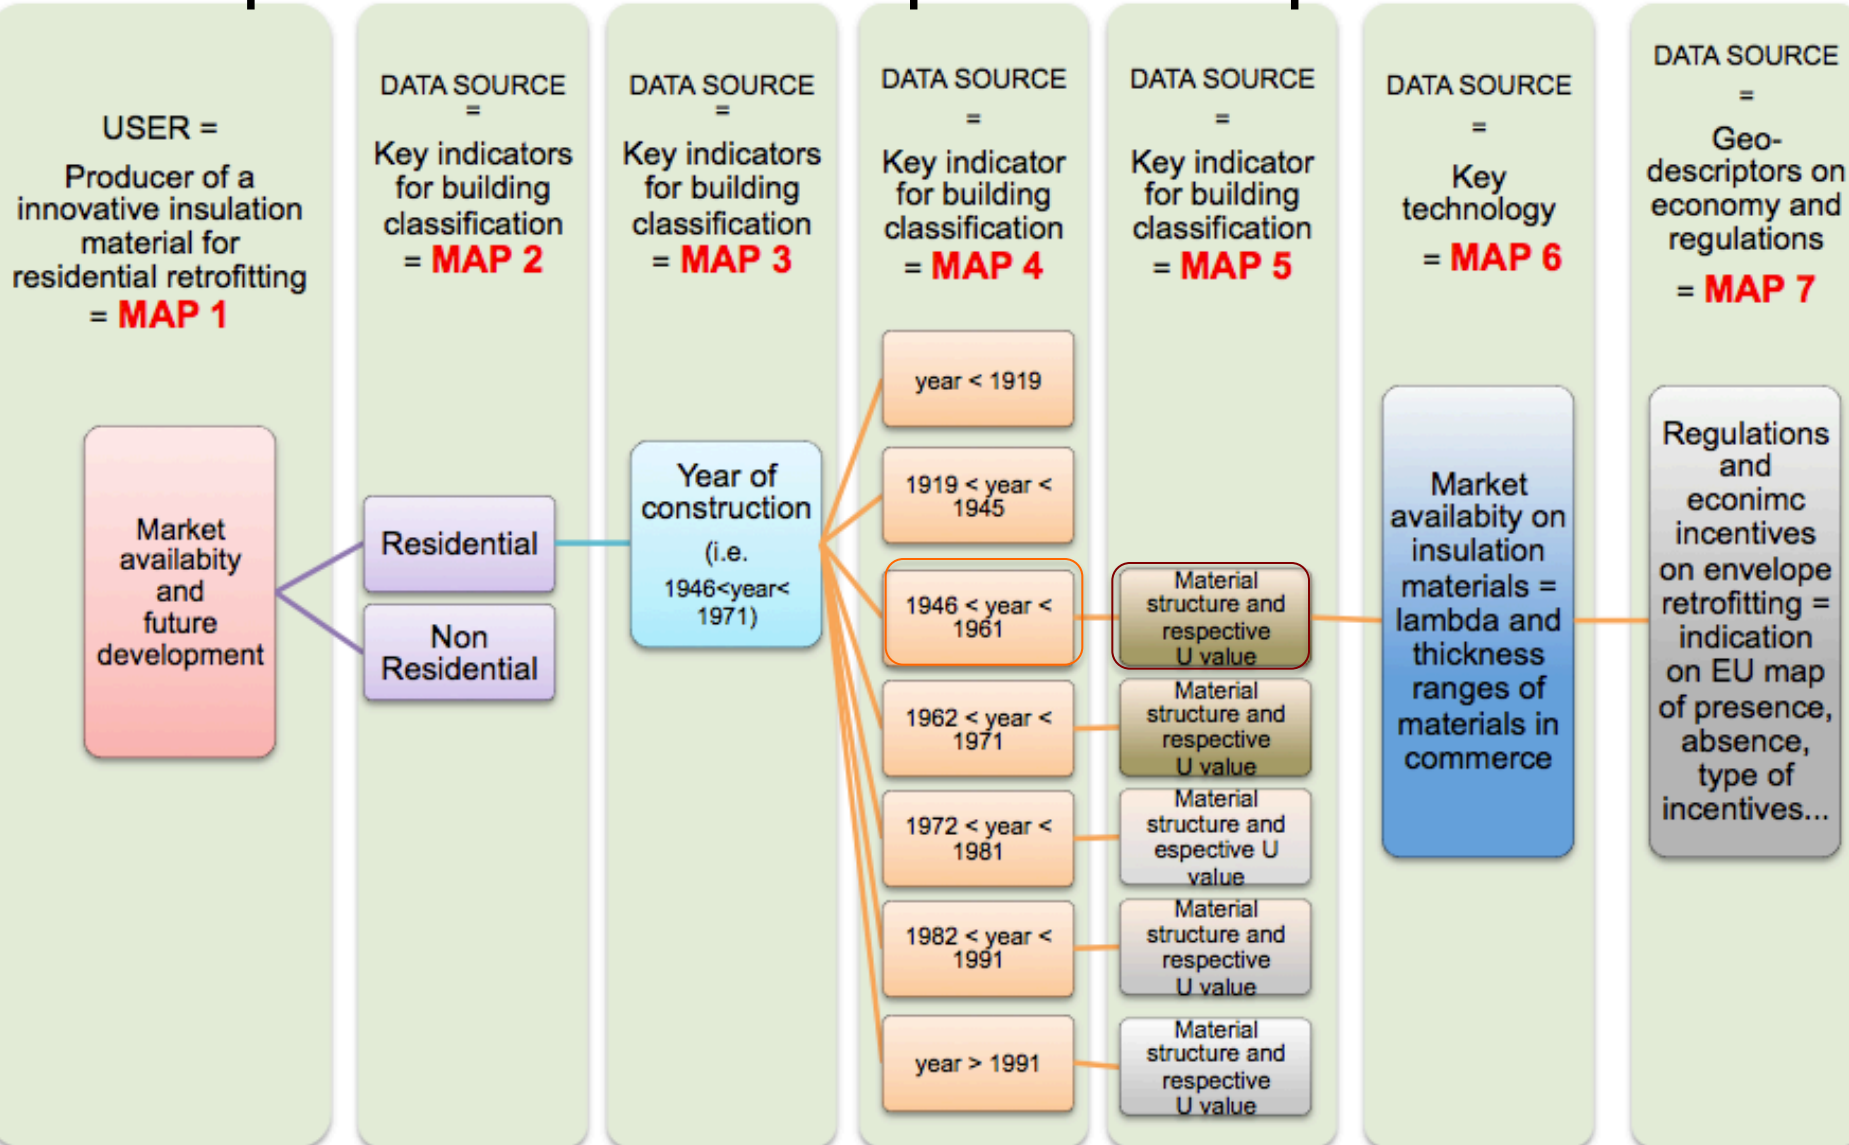 USER =
Producer of a
innovative insulation
material for
residential retrofitting
= MAP 1
Market
availabity
and
future
development
DATA SOURCE
=
Key indicators
for building
classification
= MAP 2
Residential
Non
Residential
DATA SOURCE
=
Key indicators
for building
classification
= MAP 3
Year of
construction
(i.e.
1946<year<
1971)
DATA SOURCE
=
Key indicator
for building
classification
= MAP 4
year < 1919
1919 < year <
1945
1946 < year <
1961
1962 < year <
1971
1972 < year <
1981
1982 < year <
1991
year > 1991
DATA SOURCE
=
Key indicator
for building
classification
= MAP 5
Material
structure and
respective
U value
Material
structure and
respective
U value
Material
structure and
espective U
value
Material
structure and
respective
U value
Material
structure and
respective
U value
DATA SOURCE
=
Key
technology
= MAP 6
Market
availabity on
insulation
materials =
lambda and
thickness
ranges of
materials in
commerce
DATA SOURCE
=
Geo-
descriptors on
economy and
regulations
= MAP 7
Regulations
and
econimc
incentives
on envelope
retrofitting =
indication
on EU map
of presence,
absence,
type of
incentives...